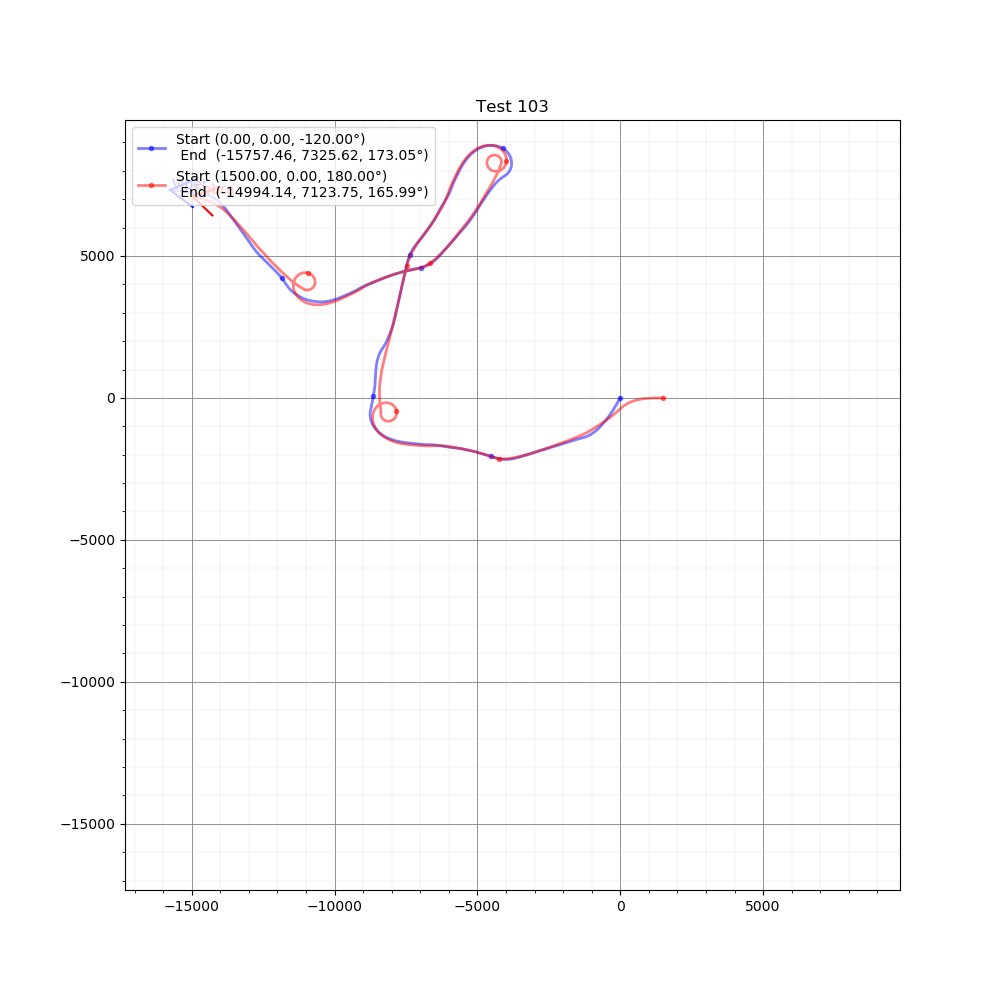 Test 103
Start (0.00, 0.00, -120.00°)
End  (-15757.46, 7325.62, 173.05°)
Start (1500.00, 0.00, 180.00°)
End  (-14994.14, 7123.75, 165.99°)
5000
0
−5000
−10000
−15000
−15000
−10000
−5000
0
5000